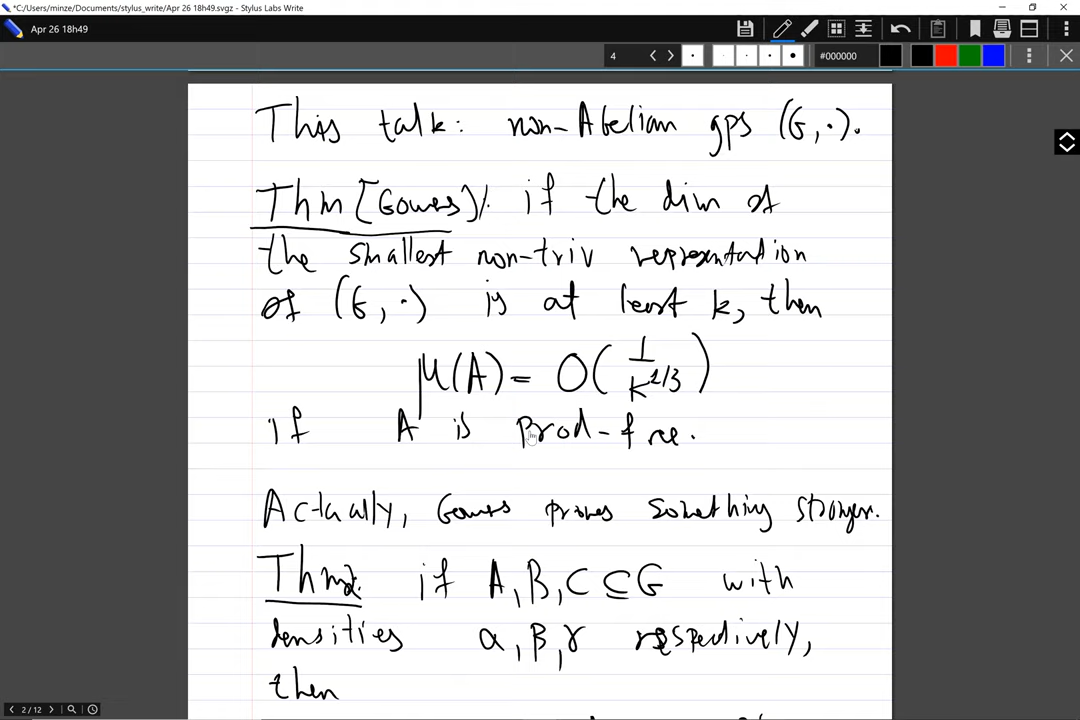 *C:/Users/minze/Documents/stylus_write/Apr 26 18h49.svgz - Stylus Labs Write
Apr 26 18h49
4
#000000
This talk: non-Abelian gps (G, ·).
Thm [Gowers]: if the dim of
the smallest non-triv representation
of (G, ·) is at least k, then
μ(A) = O(1/k^{1/3})
if A is prod-free.
Actually, Gowers proves something stronger.
Thm2: if A, B, C ⊆ G with
densities α, β, γ respectively,
then
2/12